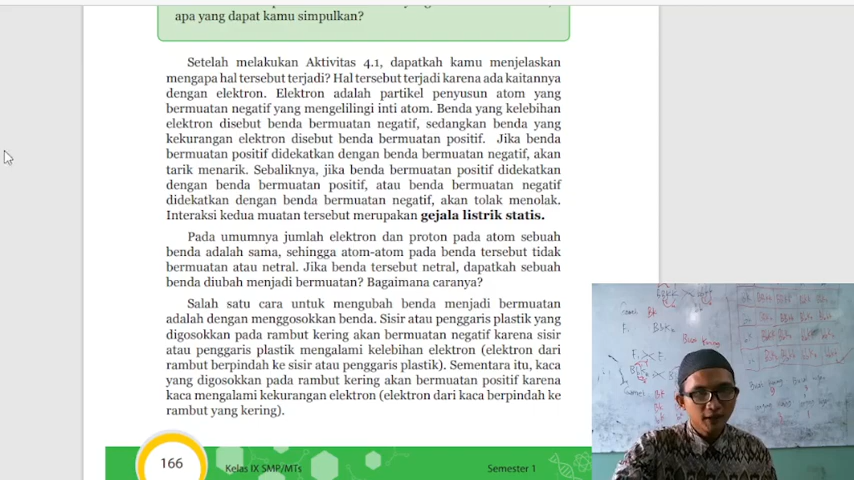 apa yang dapat kamu simpulkan?
Setelah melakukan Aktivitas 4.1, dapatkah kamu menjelaskan
mengapa hal tersebut terjadi? Hal tersebut terjadi karena ada kaitannya
dengan elektron. Elektron adalah partikel penyusun atom yang
bermuatan negatif yang mengelilingi inti atom. Benda yang kelebihan
elektron disebut benda bermuatan negatif, sedangkan benda yang
kekurangan elektron disebut benda bermuatan positif. Jika benda
bermuatan positif didekatkan dengan benda bermuatan negatif, akan
tarik menarik. Sebaliknya, jika benda bermuatan positif didekatkan
dengan benda bermuatan positif, atau benda bermuatan negatif
didekatkan dengan benda bermuatan negatif, akan tolak menolak.
Interaksi kedua muatan tersebut merupakan gejala listrik statis.
Pada umumnya jumlah elektron dan proton pada atom sebuah
benda adalah sama, sehingga atom-atom pada benda tersebut tidak
bermuatan atau netral. Jika benda tersebut netral, dapatkah sebuah
benda diubah menjadi bermuatan? Bagaimana caranya?
Salah satu cara untuk mengubah benda menjadi bermuatan
adalah dengan menggosokkan benda. Sisir atau penggaris plastik yang
digosokkan pada rambut kering akan bermuatan negatif karena sisir
atau penggaris plastik mengalami kelebihan elektron (elektron dari
rambut berpindah ke sisir atau penggaris plastik). Sementara itu, kaca
yang digosokkan pada rambut kering akan bermuatan positif karena
kaca mengalami kekurangan elektron (elektron dari kaca berpindah ke
rambut yang kering).
166
Kelas IX SMP/MTs
Semester 1